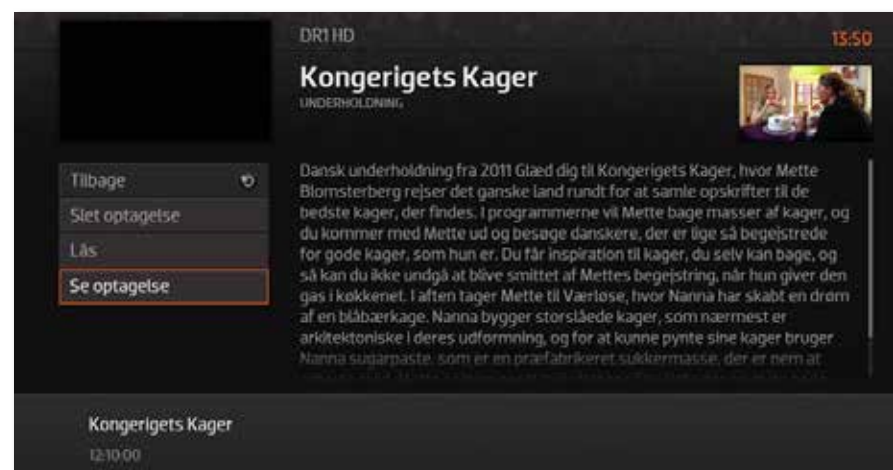 DR1 HD
13:50
Kongerigets Kager
UNDERHOLDNING
Tilbage
Slet optagelse
Lås
Se optagelse
Dansk underholdning fra 2011 Glæd dig til Kongerigets Kager, hvor Mette
Blomsterberg rejser det ganske land rundt for at samle opskrifter til de
bedste kager, der findes. I programmerne vil Mette bage masser af kager, og
du kommer med Mette ud og besøge danskere, der er lige så begejstrede
for gode kager, som hun er. Du får inspiration til kager, du selv kan bage, og
så kan du ikke undgå at blive smittet af Mettes begejstring, når hun giver den
gas i køkkenet. I aften tager Mette til Værløse, hvor Nanna har skabt en drøm
af en blåbærkage. Nanna bygger storslåede kager, som nærmest er
arkitektoniske i deres udformning, og for at kunne pynte sine kager bruger
Nanna sugarpaste, som er en præfabrikeret sukkermasse, der er nem at
Kongerigets Kager
12:10:00